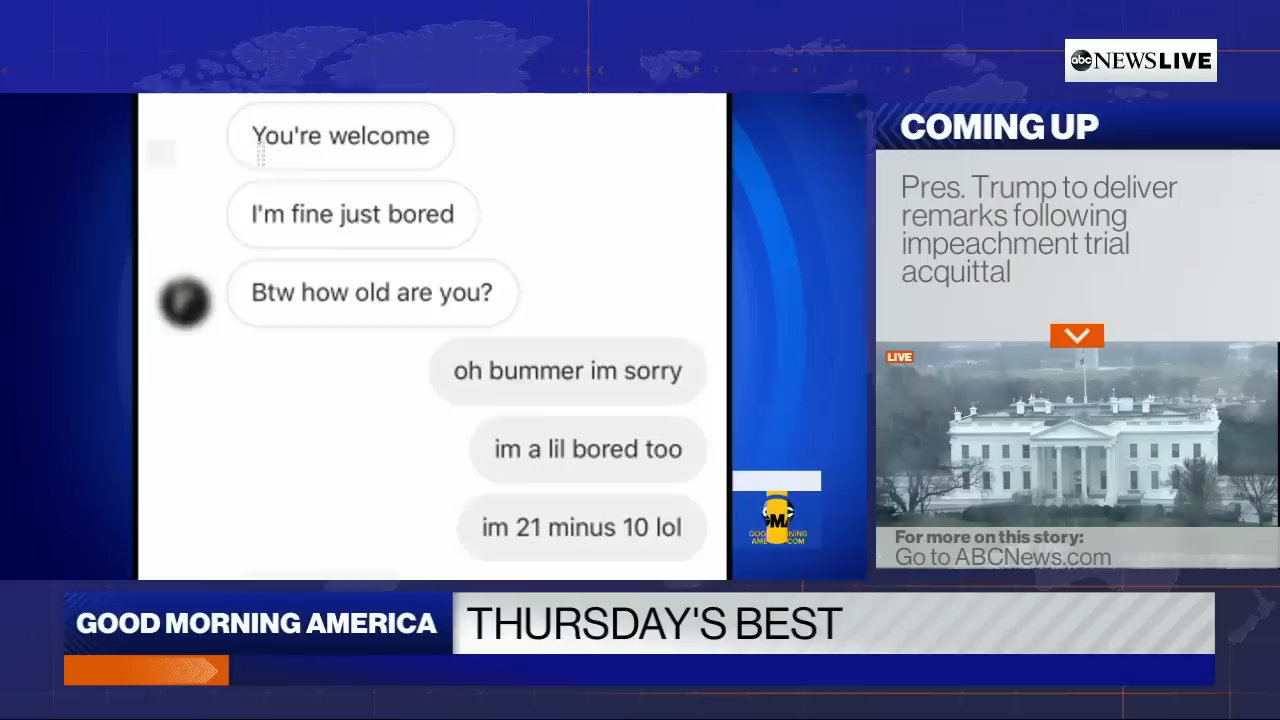 abc NEWS LIVE
You're welcome
I'm fine just bored
Btw how old are you?
oh bummer im sorry
im a lil bored too
im 21 minus 10 lol
COMING UP
Pres. Trump to deliver
remarks following
impeachment trial
acquittal
LIVE
For more on this story:
Go to ABCNews.com
GOOD MORNING AMERICA
THURSDAY'S BEST